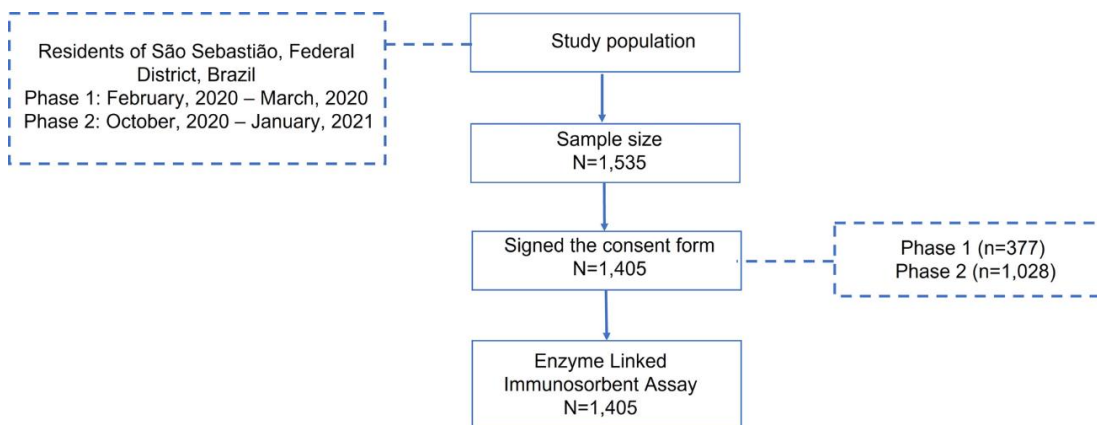 Residents of São Sebastião, Federal
District, Brazil
Phase 1: February, 2020 – March, 2020
Phase 2: October, 2020 – January, 2021
Study population
Sample size
N=1,535
Signed the consent form
N=1,405
Phase 1 (n=377)
Phase 2 (n=1,028)
Enzyme Linked
Immunosorbent Assay
N=1,405